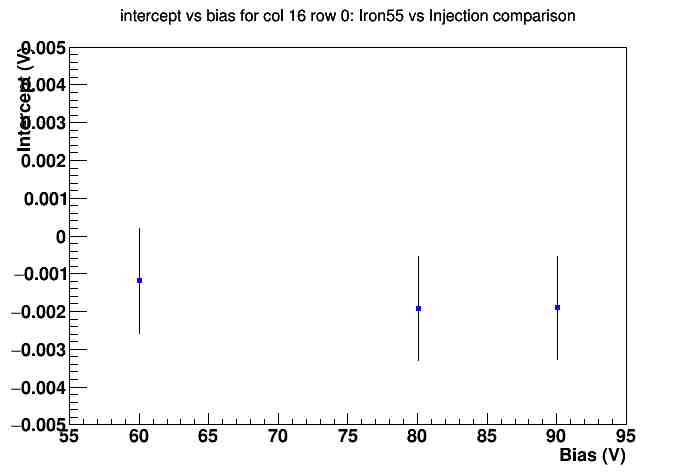 intercept vs bias for col 16 row 0: Iron55 vs Injection comparison
Intercept (V)
0.005
0.004
0.003
0.002
0.001
0
−0.001
−0.002
−0.003
−0.004
−0.005
55 60 65 70 75 80 85 90 95
Bias (V)